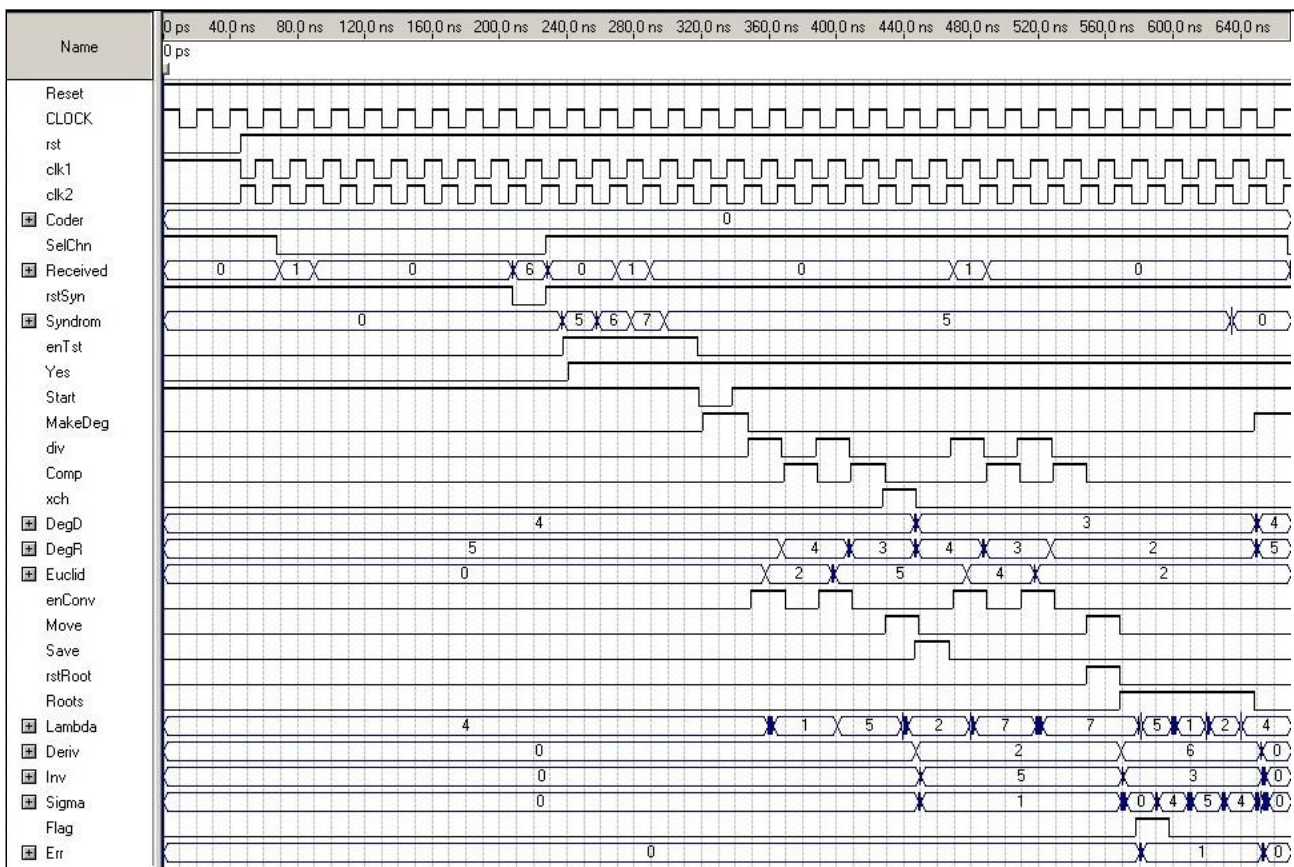 Name
0 ps 40.0 ns 80.0 ns 120.0 ns 160.0 ns 200.0 ns 240.0 ns 280.0 ns 320.0 ns 360.0 ns 400.0 ns 440.0 ns 480.0 ns 520.0 ns 560.0 ns 600.0 ns 640.0 ns
0 ps
Reset
CLOCK
rst
clk1
clk2
Coder 0
SelChn
Received 0 1 0 6 0 1 0 1 0
rstSyn
Syndrom 0 5 6 7 5 0
enTst
Yes
Start
MakeDeg
div
Comp
xch
DegD 4 3 4
DegR 5 4 3 4 3 2 5
Euclid 0 2 5 4 2
enConv
Move
Save
rstRoot
Roots
Lambda 4 1 5 2 7 7 5 1 2 4
Deriv 0 2 6 0
Inv 0 5 3 0
Sigma 0 1 0 4 5 4 0
Flag
Err 0 1 0